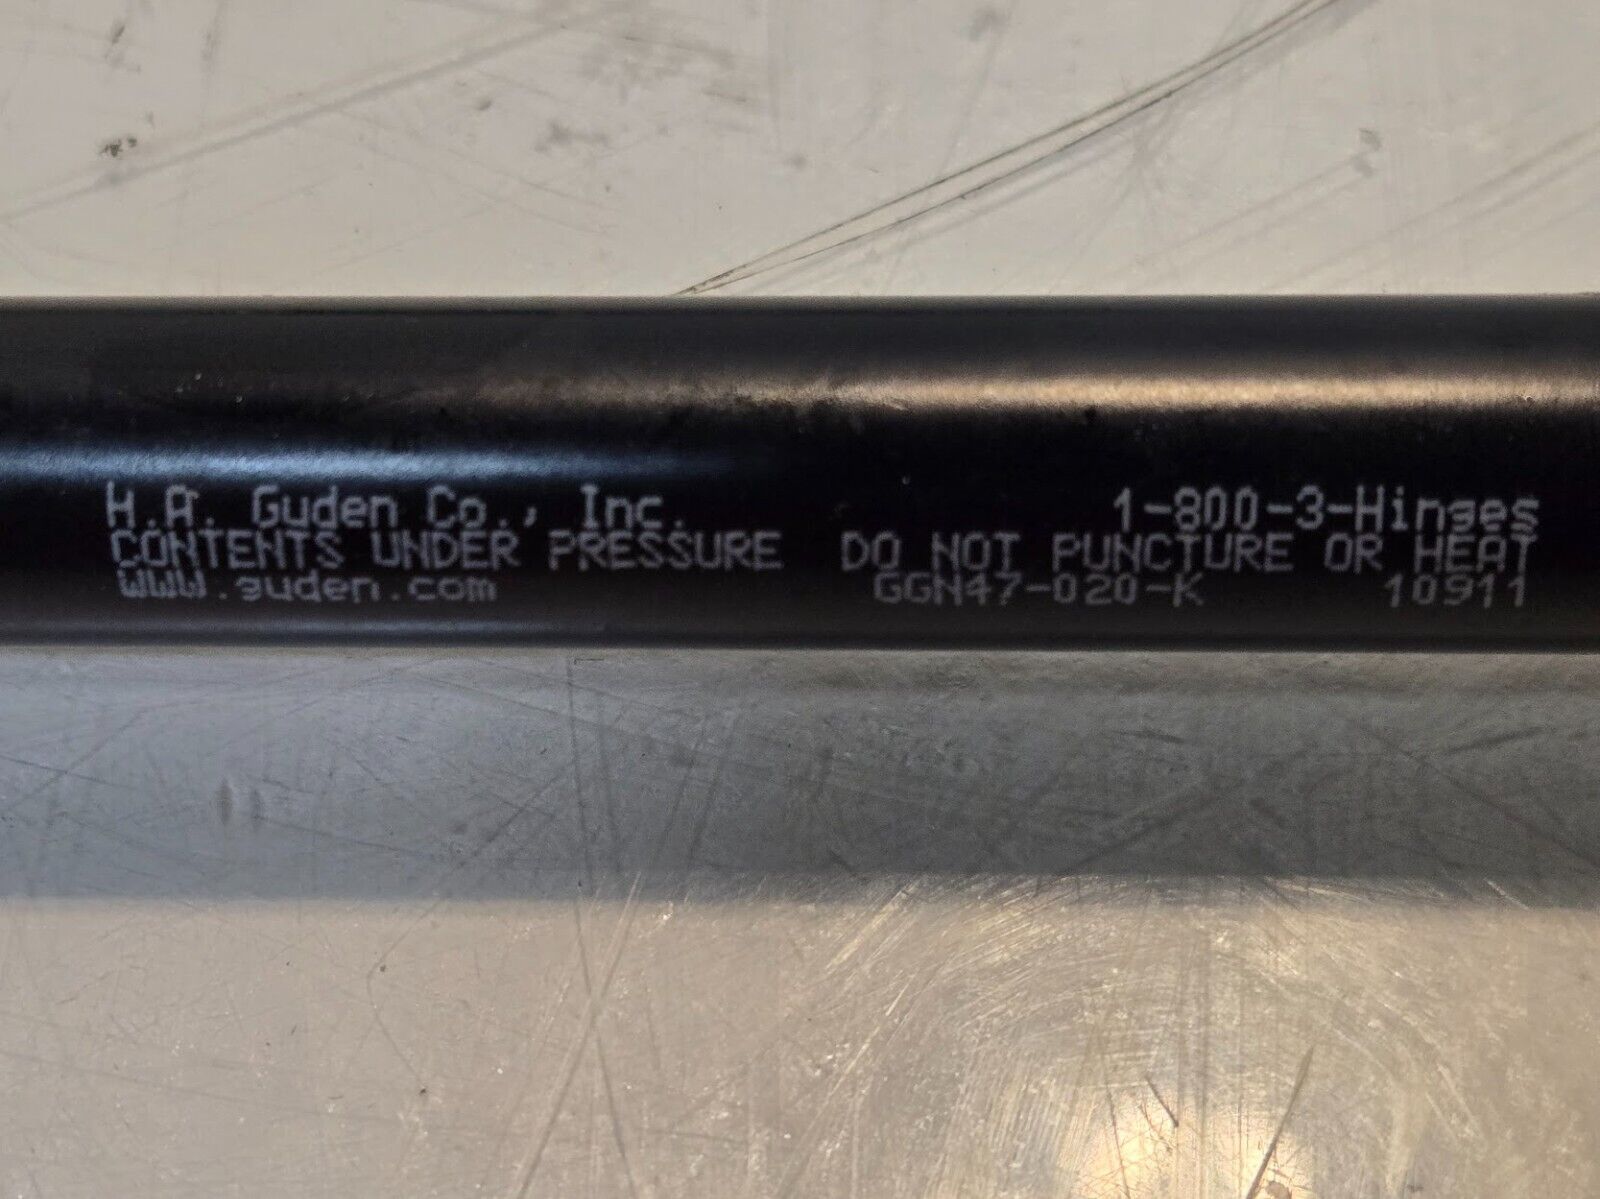 H.A. Guden Co., Inc. 1-800-3-Hinges
CONTENTS UNDER PRESSURE DO NOT PUNCTURE OR HEAT
WWW.guden.com GGN47-020-K 10911